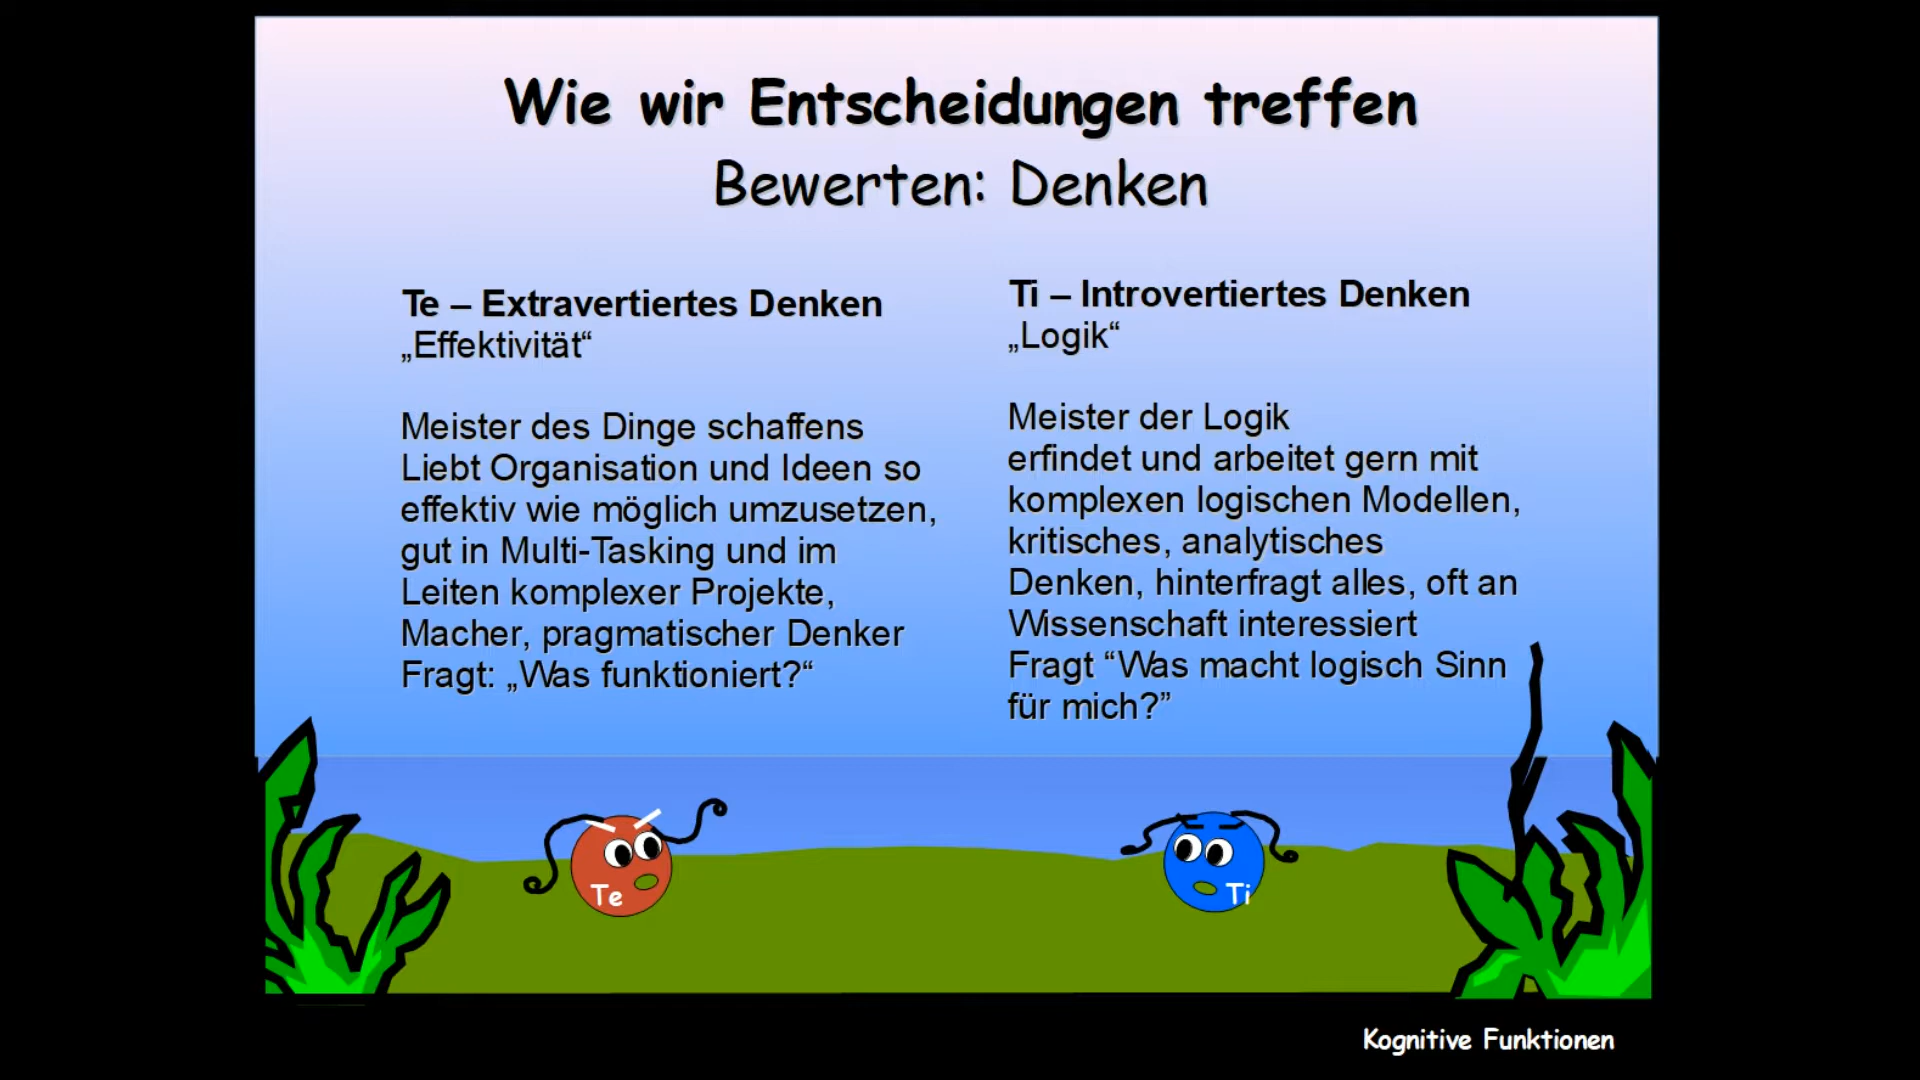 Wie wir Entscheidungen treffen
Bewerten: Denken
Te – Extravertiertes Denken
„Effektivität“
Meister des Dinge schaffens
Liebt Organisation und Ideen so
effektiv wie möglich umzusetzen,
gut in Multi-Tasking und im
Leiten komplexer Projekte,
Macher, pragmatischer Denker
Fragt: „Was funktioniert?“
Ti – Introvertiertes Denken
„Logik“
Meister der Logik
erfindet und arbeitet gern mit
komplexen logischen Modellen,
kritisches, analytisches
Denken, hinterfragt alles, oft an
Wissenschaft interessiert
Fragt “Was macht logisch Sinn
für mich?”
Te
Ti
Kognitive Funktionen